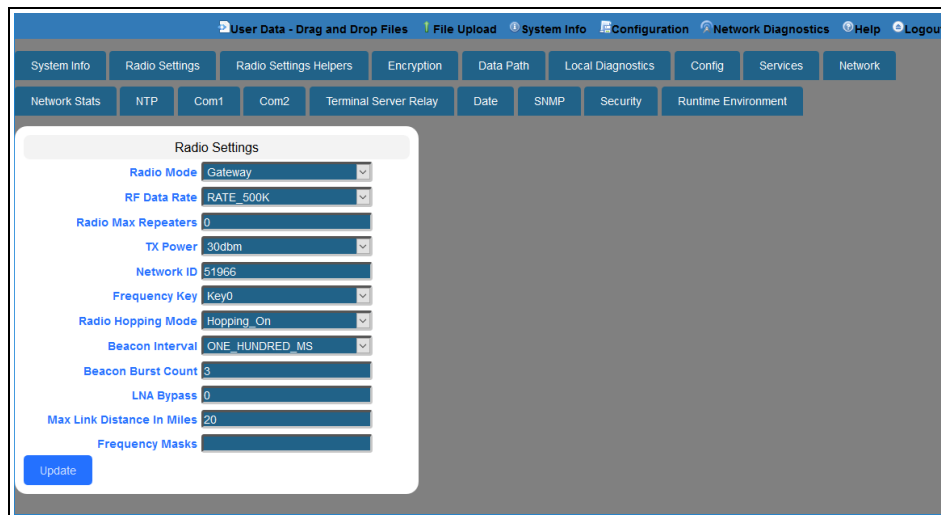 User Data - Drag and Drop Files File Upload System Info Configuration Network Diagnostics Help Logou
System Info Radio Settings Radio Settings Helpers Encryption Data Path Local Diagnostics Config Services Network
Network Stats NTP Com1 Com2 Terminal Server Relay Date SNMP Security Runtime Environment
Radio Settings
Radio Mode Gateway
RF Data Rate RATE_500K
Radio Max Repeaters 0
TX Power 30dbm
Network ID 51966
Frequency Key Key0
Radio Hopping Mode Hopping_On
Beacon Interval ONE_HUNDRED_MS
Beacon Burst Count 3
LNA Bypass 0
Max Link Distance In Miles 20
Frequency Masks
Update